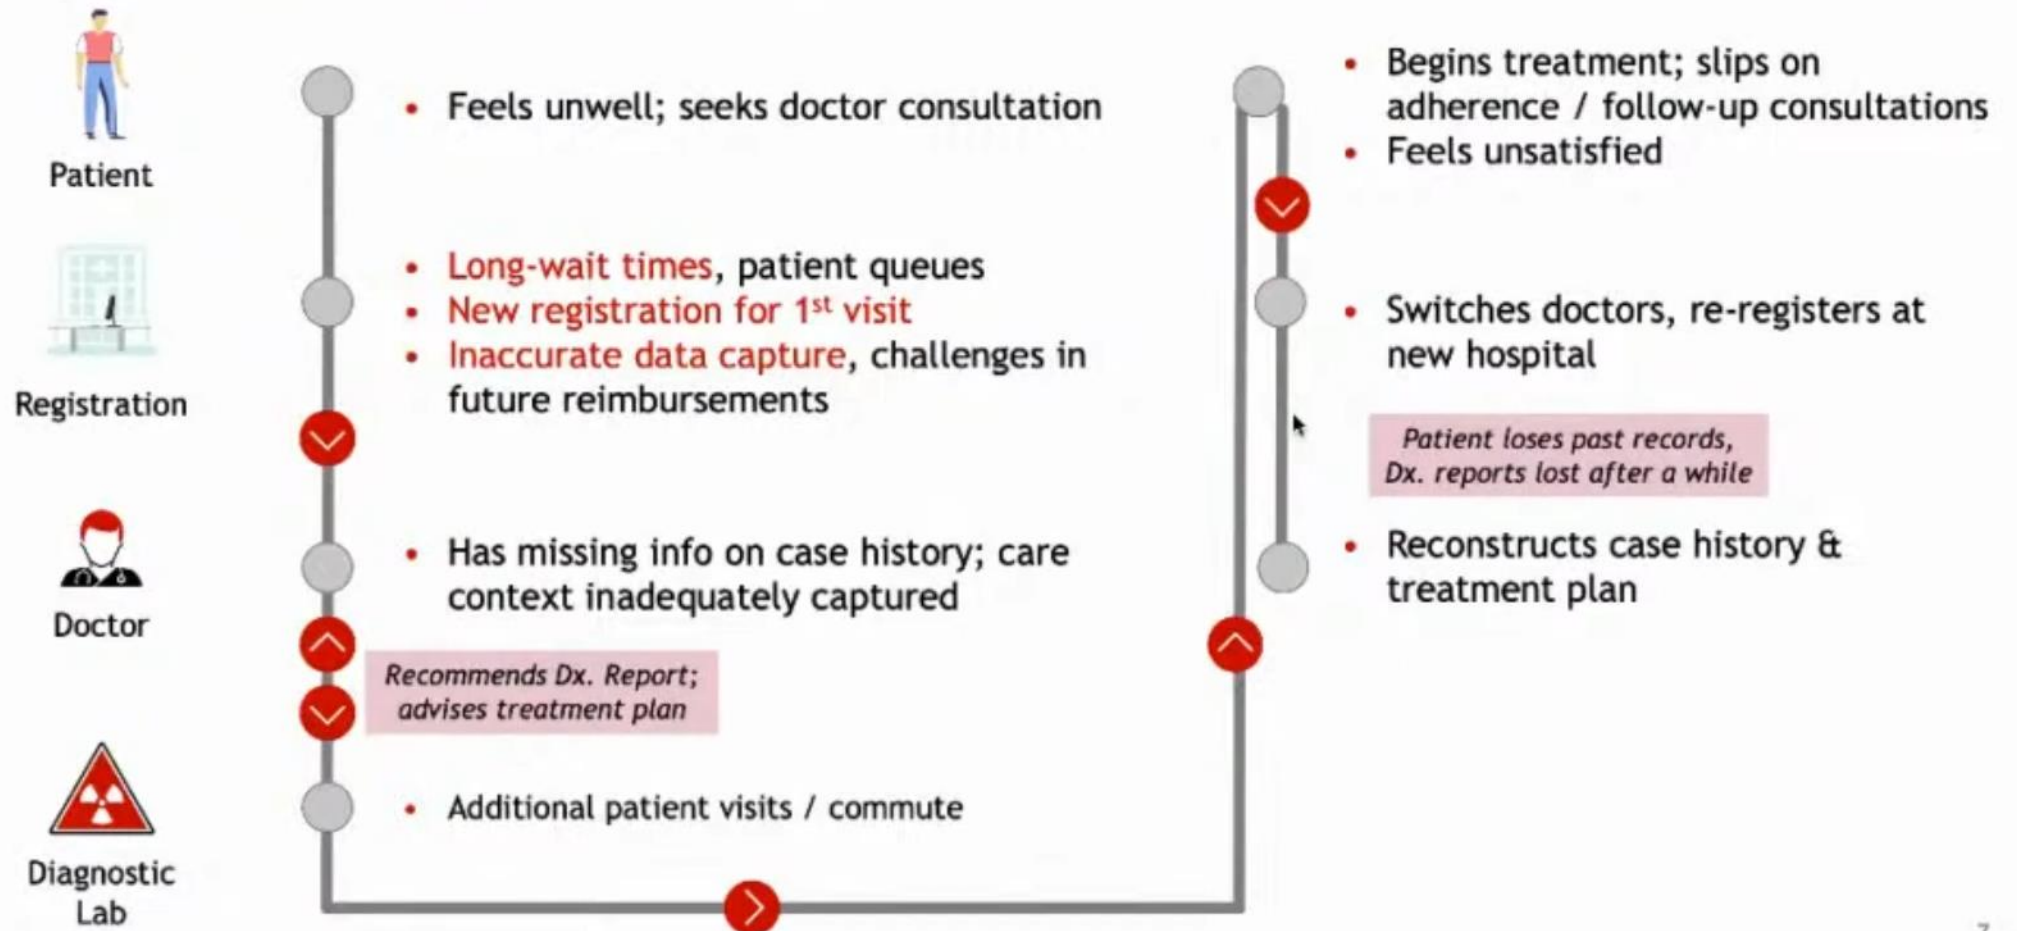 Patient
• Feels unwell; seeks doctor consultation
Registration
• Long-wait times, patient queues
• New registration for 1st visit
• Inaccurate data capture, challenges in
future reimbursements
Doctor
• Has missing info on case history; care
context inadequately captured
Recommends Dx. Report;
advises treatment plan
Diagnostic
Lab
• Additional patient visits / commute
• Begins treatment; slips on
adherence / follow-up consultations
• Feels unsatisfied
• Switches doctors, re-registers at
new hospital
Patient loses past records,
Dx. reports lost after a while
• Reconstructs case history &
treatment plan